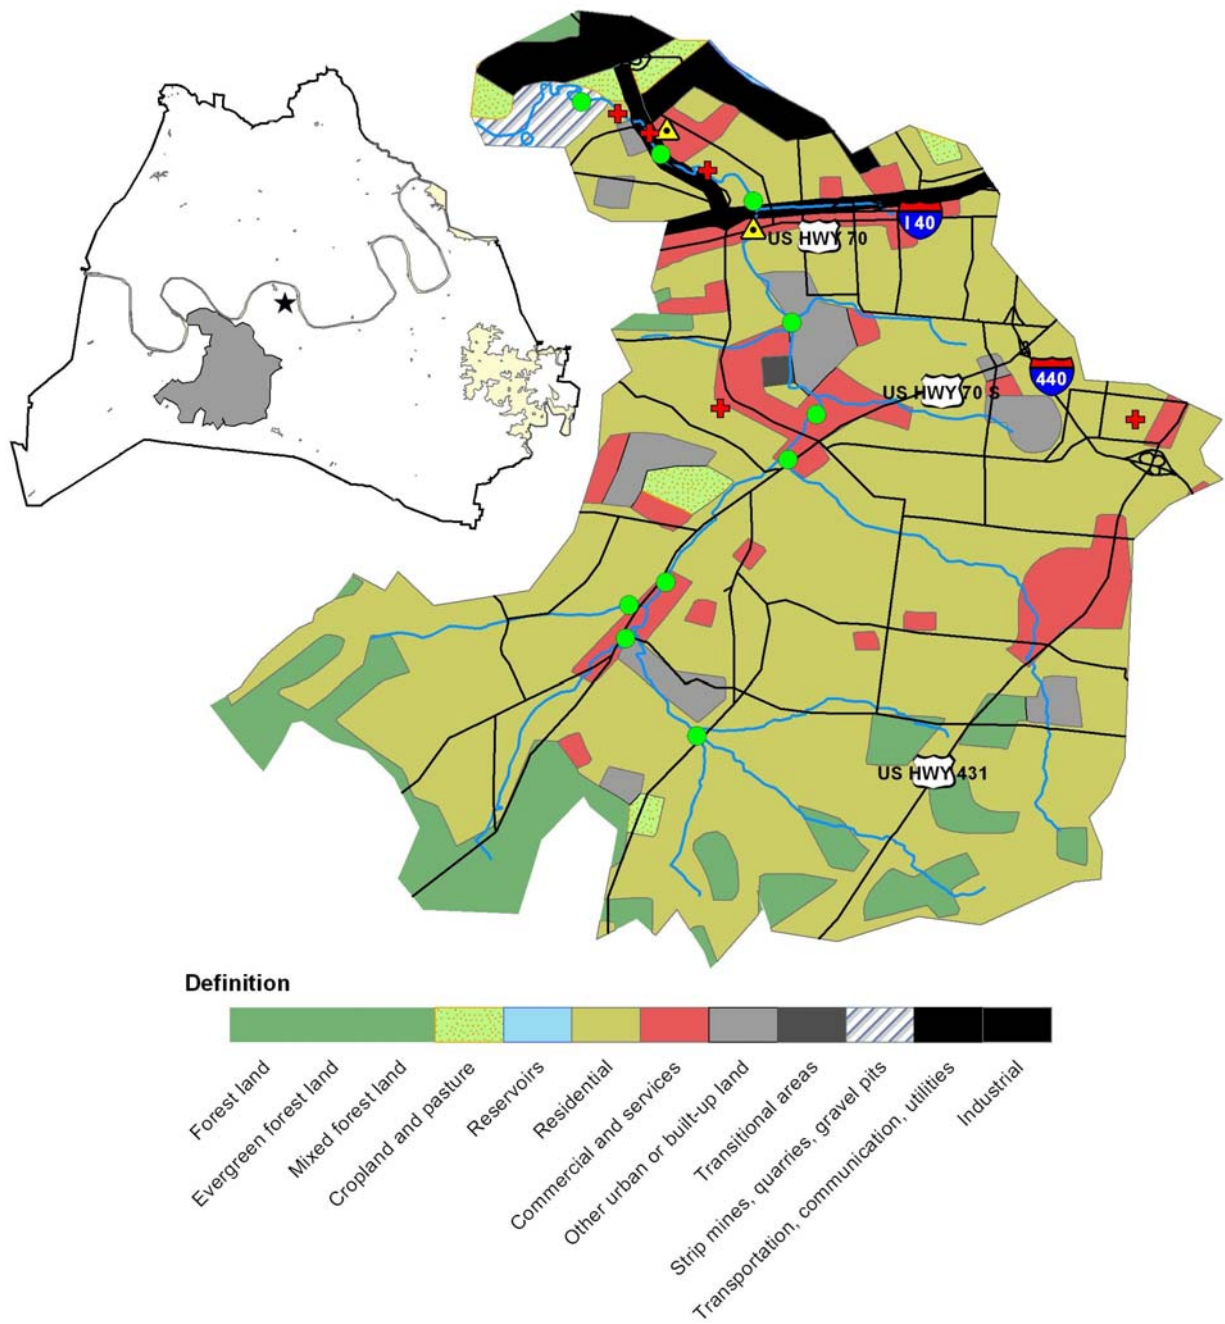 I 40
US HWY 70
440
US HWY 70 S
US HWY 431
Definition
Forest land
Evergreen forest land
Mixed forest land
Cropland and pasture
Reservoirs
Residential
Commercial and services
Other urban or built-up land
Transitional areas
Strip mines, quarries, gravel pits
Transportation, communication, utilities
Industrial